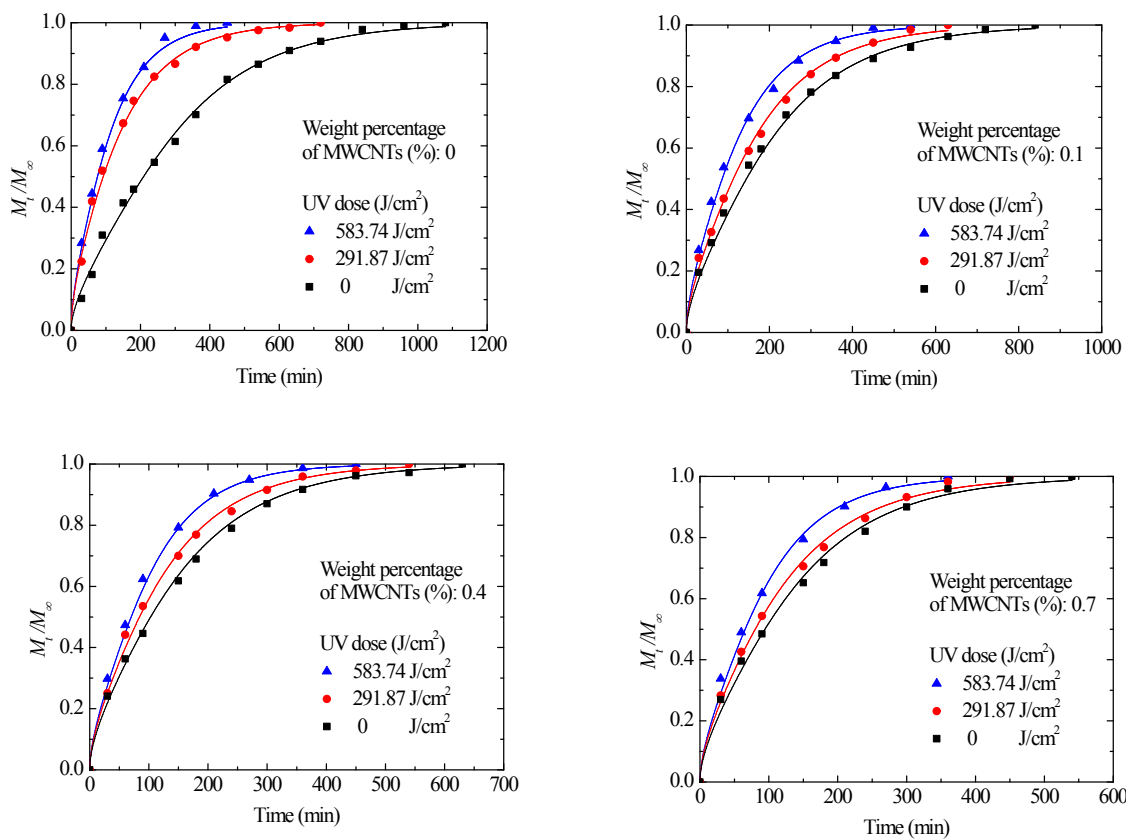 1.0
0.8
0.6
0.4
0.2
0.0
M_t/M_∞
Weight percentage
of MWCNTs (%): 0
UV dose (J/cm²)
583.74 J/cm²
291.87 J/cm²
0 J/cm²
0 200 400 600 800 1000 1200
Time (min)
1.0
0.8
0.6
0.4
0.2
0.0
M_t/M_∞
Weight percentage
of MWCNTs (%): 0.1
UV dose (J/cm²)
583.74 J/cm²
291.87 J/cm²
0 J/cm²
0 200 400 600 800 1000
Time (min)
1.0
0.8
0.6
0.4
0.2
0.0
M_t/M_∞
Weight percentage
of MWCNTs (%): 0.4
UV dose (J/cm²)
583.74 J/cm²
291.87 J/cm²
0 J/cm²
0 100 200 300 400 500 600 700
Time (min)
1.0
0.8
0.6
0.4
0.2
0.0
M_t/M_∞
Weight percentage
of MWCNTs (%): 0.7
UV dose (J/cm²)
583.74 J/cm²
291.87 J/cm²
0 J/cm²
0 100 200 300 400 500 600
Time (min)